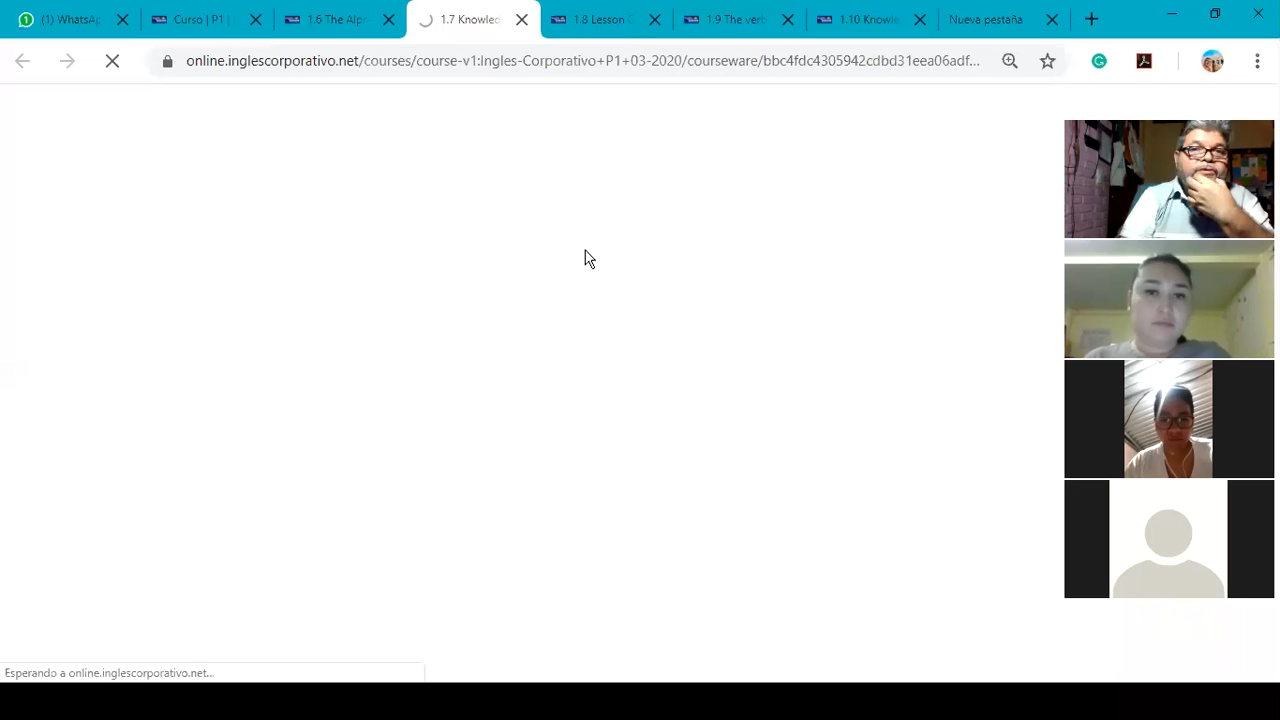 (1) WhatsAp
Curso | P1 |
1.6 The Alp
1.7 Knowled
1.8 Lesson
1.9 The verb
1.10 Knowle
Nueva pestaña
online.inglescorporativo.net/courses/course-v1:Ingles-Corporativo+P1+03-2020/courseware/bbc4fdc4305942cdbd31eea06adf...
Esperando a online.inglescorporativo.net...